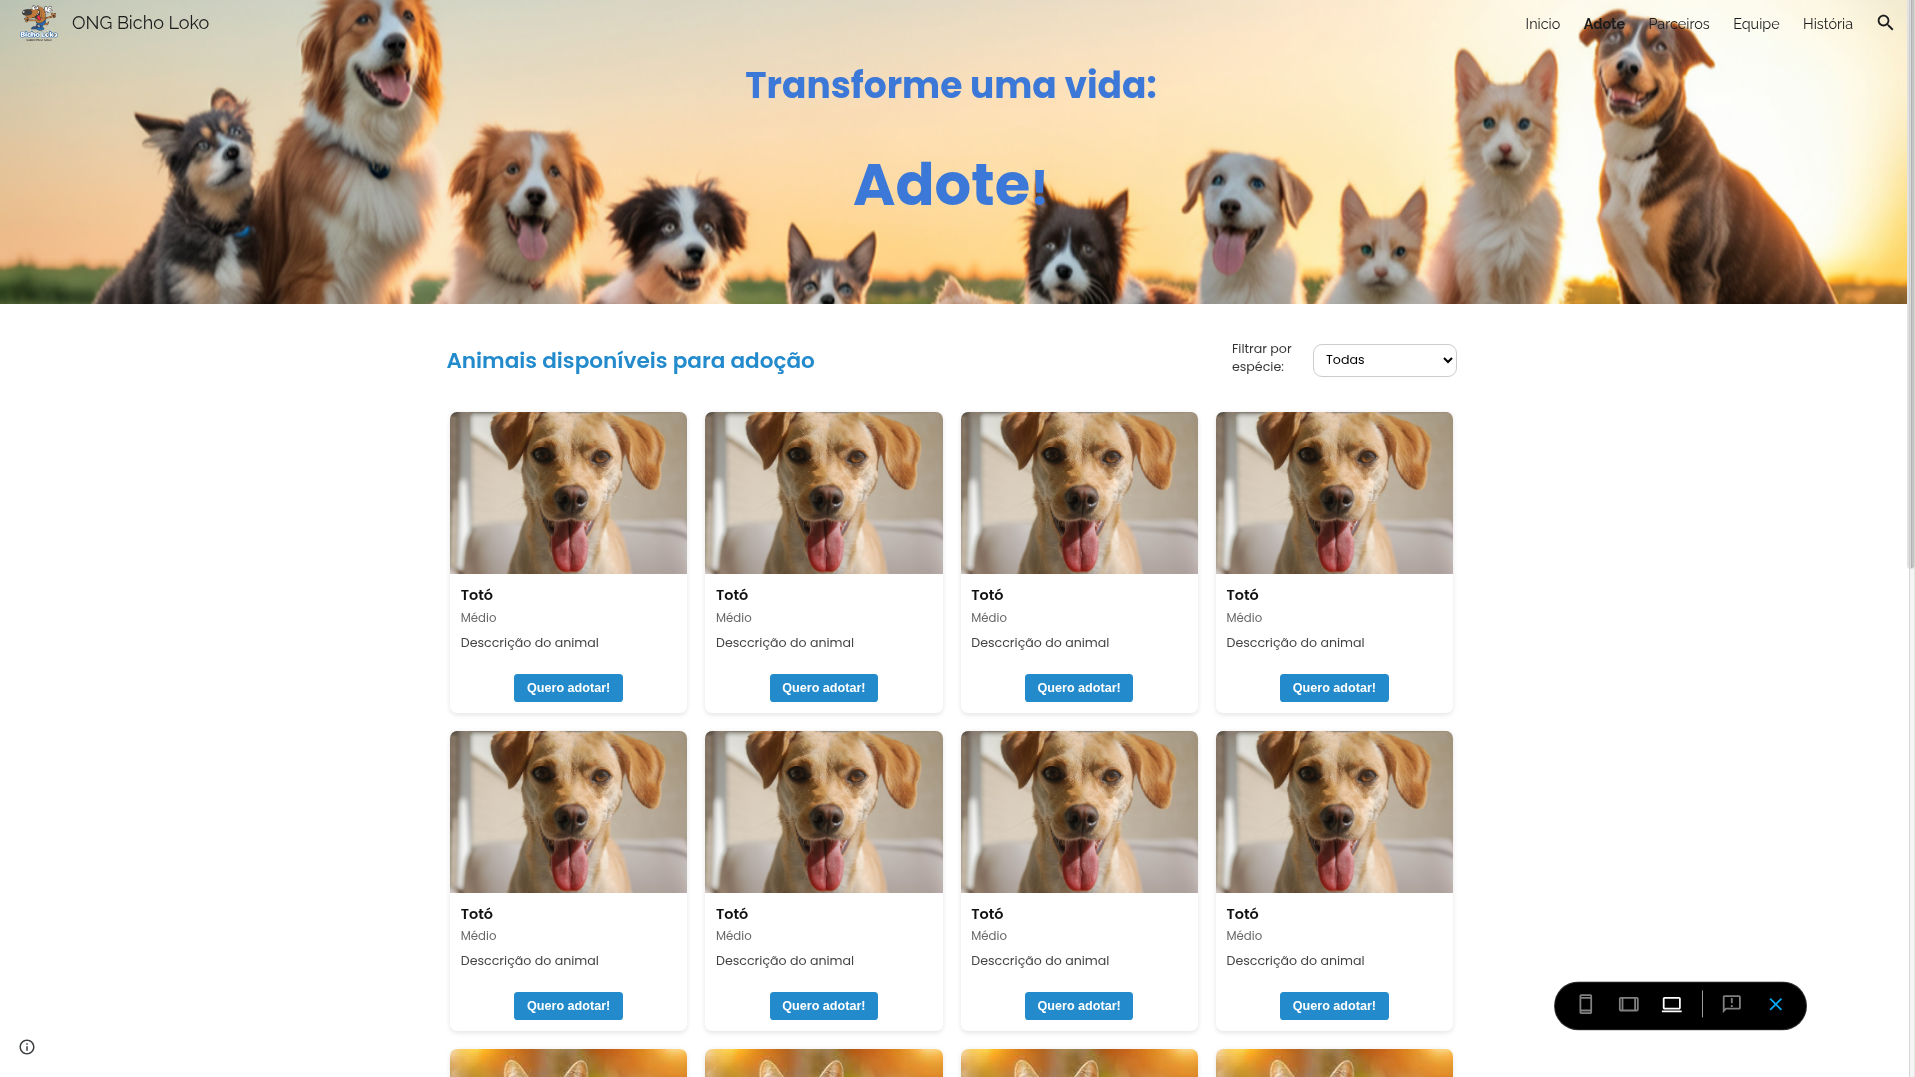 Bicho Loko
ONG Bicho Loko
Inicio
Adote
Parceiros
Equipe
História
Transforme uma vida:
Adote!
Animais disponíveis para adoção
Filtrar por
espécie:
Todas
Totó
Médio
Desccrição do animal
Quero adotar!
Totó
Médio
Desccrição do animal
Quero adotar!
Totó
Médio
Desccrição do animal
Quero adotar!
Totó
Médio
Desccrição do animal
Quero adotar!
Totó
Médio
Desccrição do animal
Quero adotar!
Totó
Médio
Desccrição do animal
Quero adotar!
Totó
Médio
Desccrição do animal
Quero adotar!
Totó
Médio
Desccrição do animal
Quero adotar!